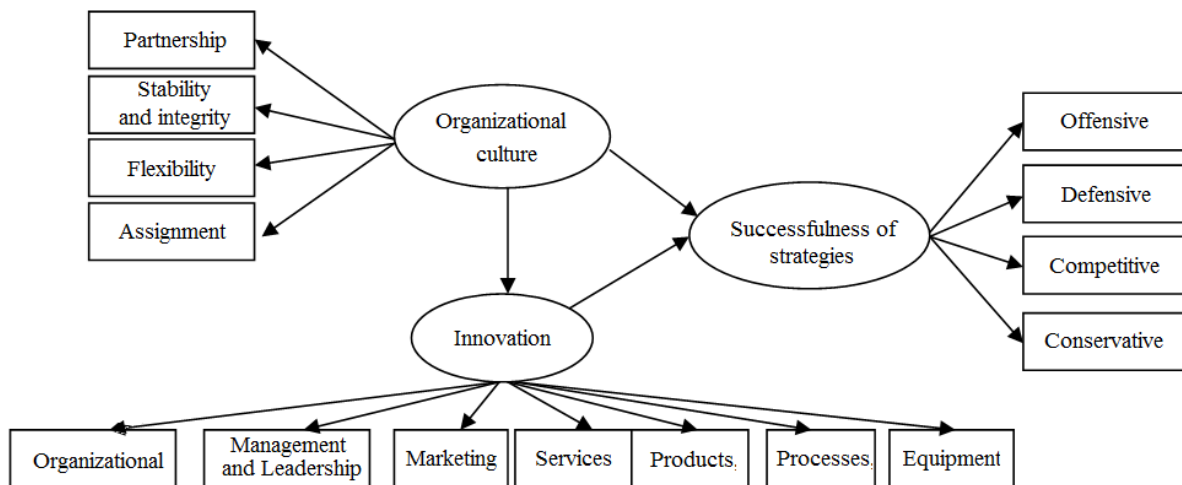 Partnership
Stability
and integrity
Flexibility
Assignment
Organizational
culture
Successfulness of
strategies
Innovation
Offensive
Defensive
Competitive
Conservative
Organizational
Management
and Leadership
Marketing
Services
Products,
Processes,
Equipment